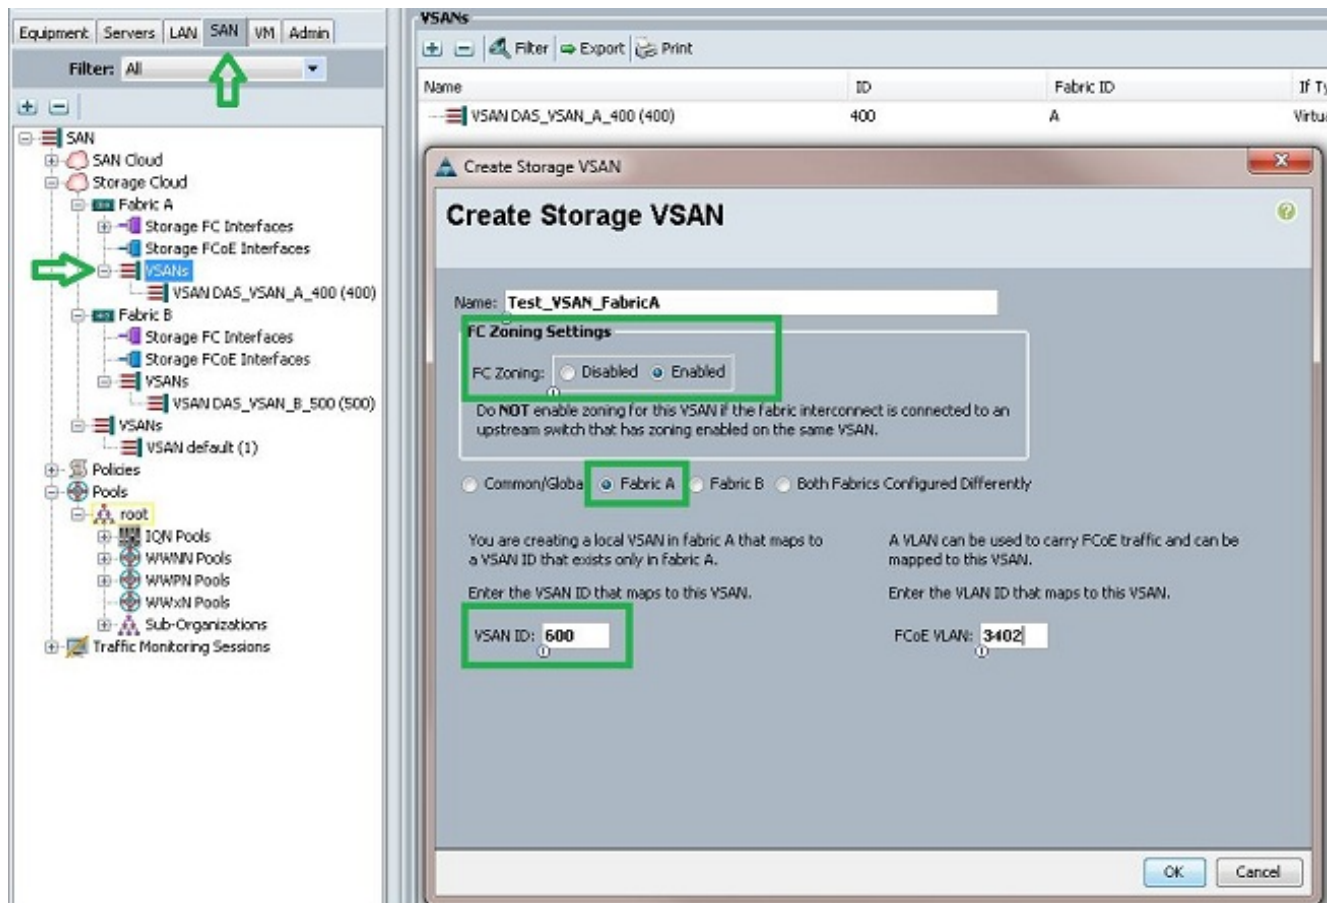 Equipment Servers LAN SAN VM Admin
Filter: All
SAN
SAN Cloud
Storage Cloud
Fabric A
Storage FC Interfaces
Storage FCoE Interfaces
VSANs
VSAN DAS_VSAN_A_400 (400)
Fabric B
Storage FC Interfaces
Storage FCoE Interfaces
VSANs
VSAN DAS_VSAN_B_500 (500)
VSANs
VSAN default (1)
Policies
Pools
root
IQN Pools
WWNN Pools
WWPN Pools
WWxN Pools
Sub-Organizations
Traffic Monitoring Sessions
VSANs
Filter Export Print
Name ID Fabric ID If Ty
VSAN DAS_VSAN_A_400 (400) 400 A Virtua
Create Storage VSAN
Create Storage VSAN
Name: Test_VSAN_FabricA
FC Zoning Settings
FC Zoning: Disabled Enabled
Do NOT enable zoning for this VSAN if the fabric interconnect is connected to an
upstream switch that has zoning enabled on the same VSAN.
Common/Global Fabric A Fabric B Both Fabrics Configured Differently
You are creating a local VSAN in fabric A that maps to
a VSAN ID that exists only in fabric A.
Enter the VSAN ID that maps to this VSAN.
VSAN ID: 600
A VLAN can be used to carry FCoE traffic and can be
mapped to this VSAN.
Enter the VLAN ID that maps to this VSAN.
FCoE VLAN: 3402
OK Cancel